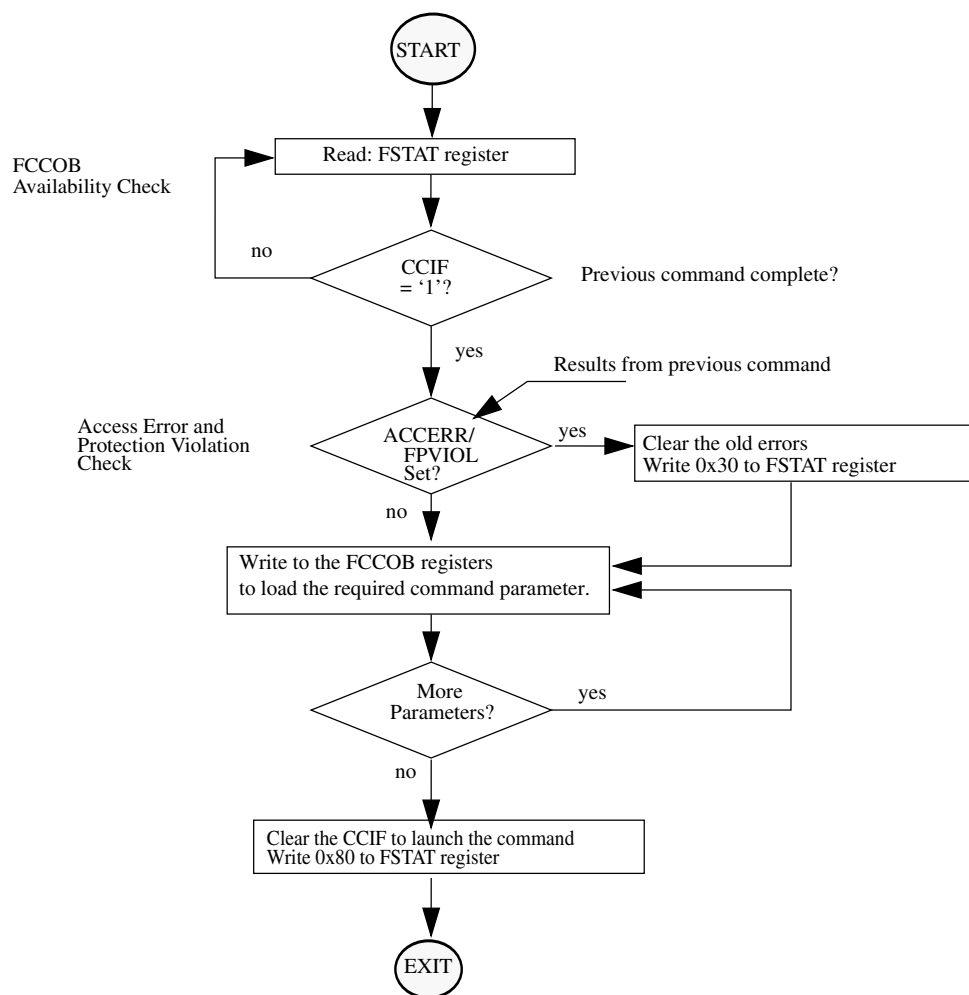 START
Read: FSTAT register
FCCOB
Availability Check
no
CCIF
= ‘1’?
Previous command complete?
yes
Results from previous command
Access Error and
Protection Violation
Check
ACCERR/
FPVIOL
Set?
yes
Clear the old errors
Write 0x30 to FSTAT register
no
Write to the FCCOB registers
to load the required command parameter.
More
Parameters?
yes
no
Clear the CCIF to launch the command
Write 0x80 to FSTAT register
EXIT